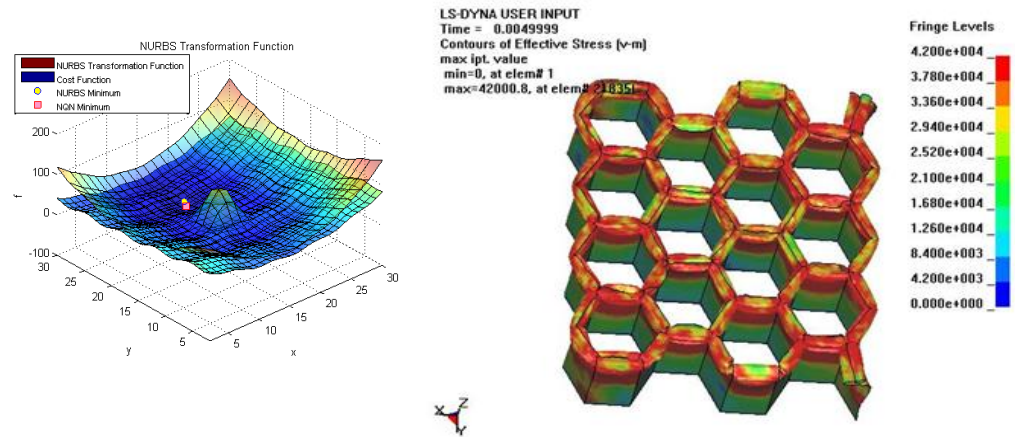 NURBS Transformation Function
NURBS Transformation Function
Cost Function
NURBS Minimum
NQN Minimum
200
100
0
-100
f
30
25
20
15
10
5
y
5
10
15
20
25
30
x
LS-DYNA USER INPUT
Time = 0.0049999
Contours of Effective Stress (v-m)
max ipt. value
min=0, at elem# 1
max=42000.8, at elem#
Fringe Levels
4.200e+004
3.780e+004
3.360e+004
2.940e+004
2.520e+004
2.100e+004
1.680e+004
1.260e+004
8.400e+003
4.200e+003
0.000e+000
X
Z
Y